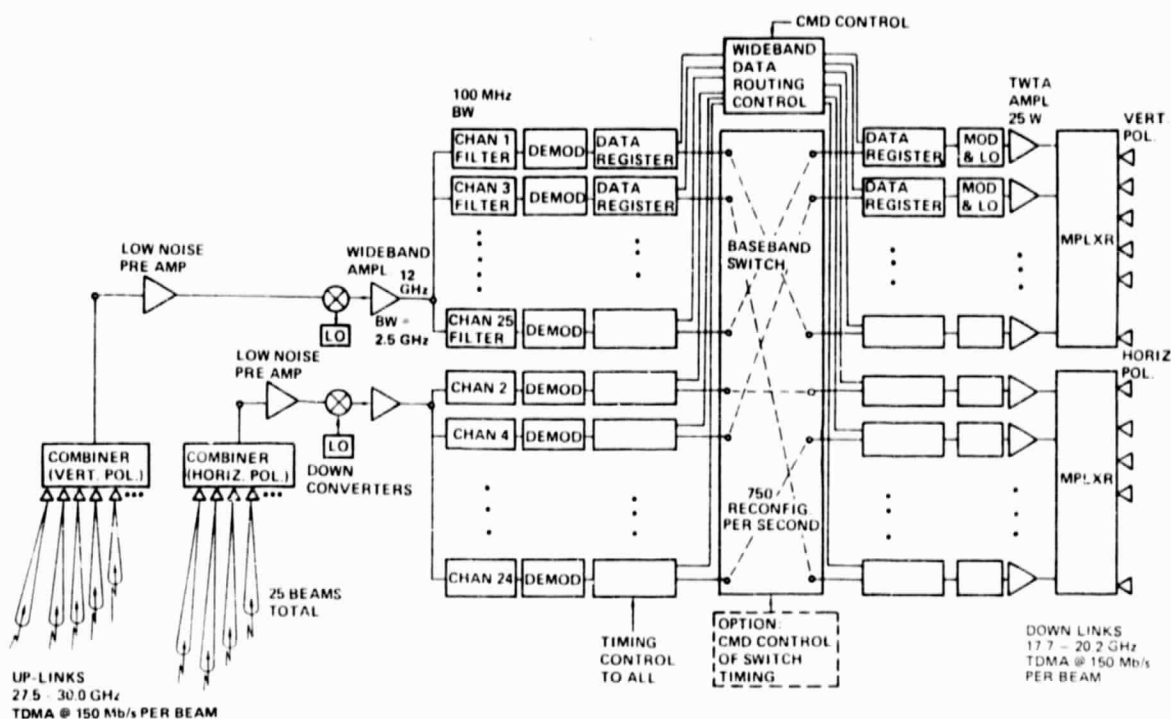 CMD CONTROL
WIDEBAND
DATA
ROUTING
CONTROL
100 MHz
BW
TWTA
AMPL
25 W
VERT.
POL.
CHAN 1
FILTER
DEMOD
DATA
REGISTER
DATA
REGISTER
MOD
& LO
CHAN 3
FILTER
DEMOD
DATA
REGISTER
DATA
REGISTER
MOD
& LO
MPLXR
LOW NOISE
PRE AMP
WIDEBAND
AMPL
12
GHz
BASEBAND
SWITCH
LO
BW =
2.5 GHz
CHAN 25
FILTER
DEMOD
LOW NOISE
PRE AMP
HORIZ
POL.
CHAN 2
DEMOD
LO
CHAN 4
DEMOD
COMBINER
(VERT. POL.)
COMBINER
(HORIZ. POL.)
DOWN
CONVERTERS
MPLXR
750
RECONFIG
PER SECOND
CHAN 24
DEMOD
25 BEAMS
TOTAL
TIMING
CONTROL
TO ALL
OPTION:
CMD CONTROL
OF SWITCH
TIMING
DOWN LINKS
17.7 - 20.2 GHz
TDMA @ 150 Mb/s
PER BEAM
UP-LINKS
27.5 - 30.0 GHz
TDMA @ 150 Mb/s PER BEAM